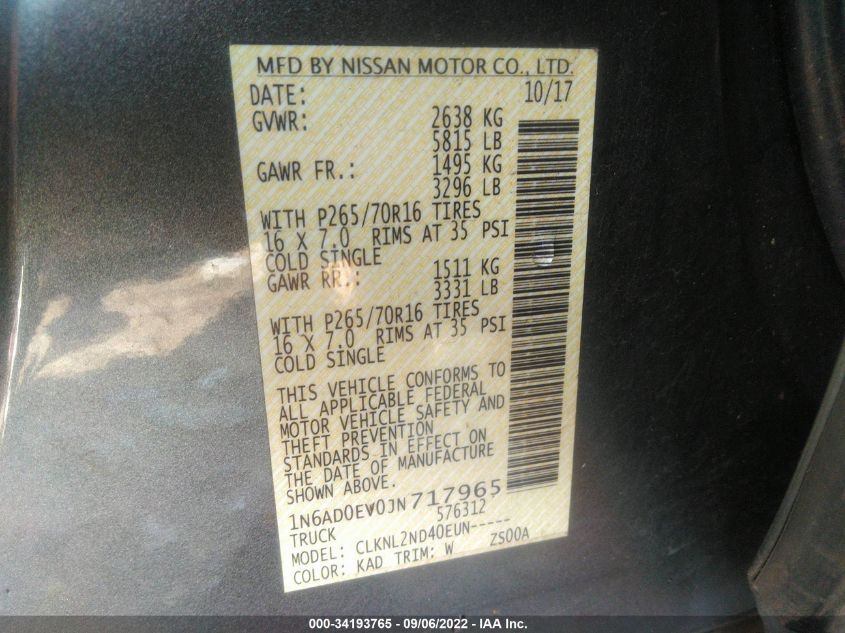 MFD BY NISSAN MOTOR CO., LTD.
DATE: 10/17
GVWR: 2638 KG
5815 LB
GAWR FR.: 1495 KG
3296 LB
WITH P265/70R16 TIRES
16 X 7.0 RIMS AT 35 PSI
COLD SINGLE
GAWR RR.: 1511 KG
3331 LB
WITH P265/70R16 TIRES
16 X 7.0 RIMS AT 35 PSI
COLD SINGLE
THIS VEHICLE CONFORMS TO
ALL APPLICABLE FEDERAL
MOTOR VEHICLE SAFETY AND
THEFT PREVENTION
STANDARDS IN EFFECT ON
THE DATE OF MANUFACTURE
SHOWN ABOVE.
1N6AD0EV0JN717965
TRUCK 576312
MODEL: CLKNL2ND40EUN-----
COLOR: KAD TRIM: W ZS00A
000-34193765 - 09/06/2022 - IAA Inc.